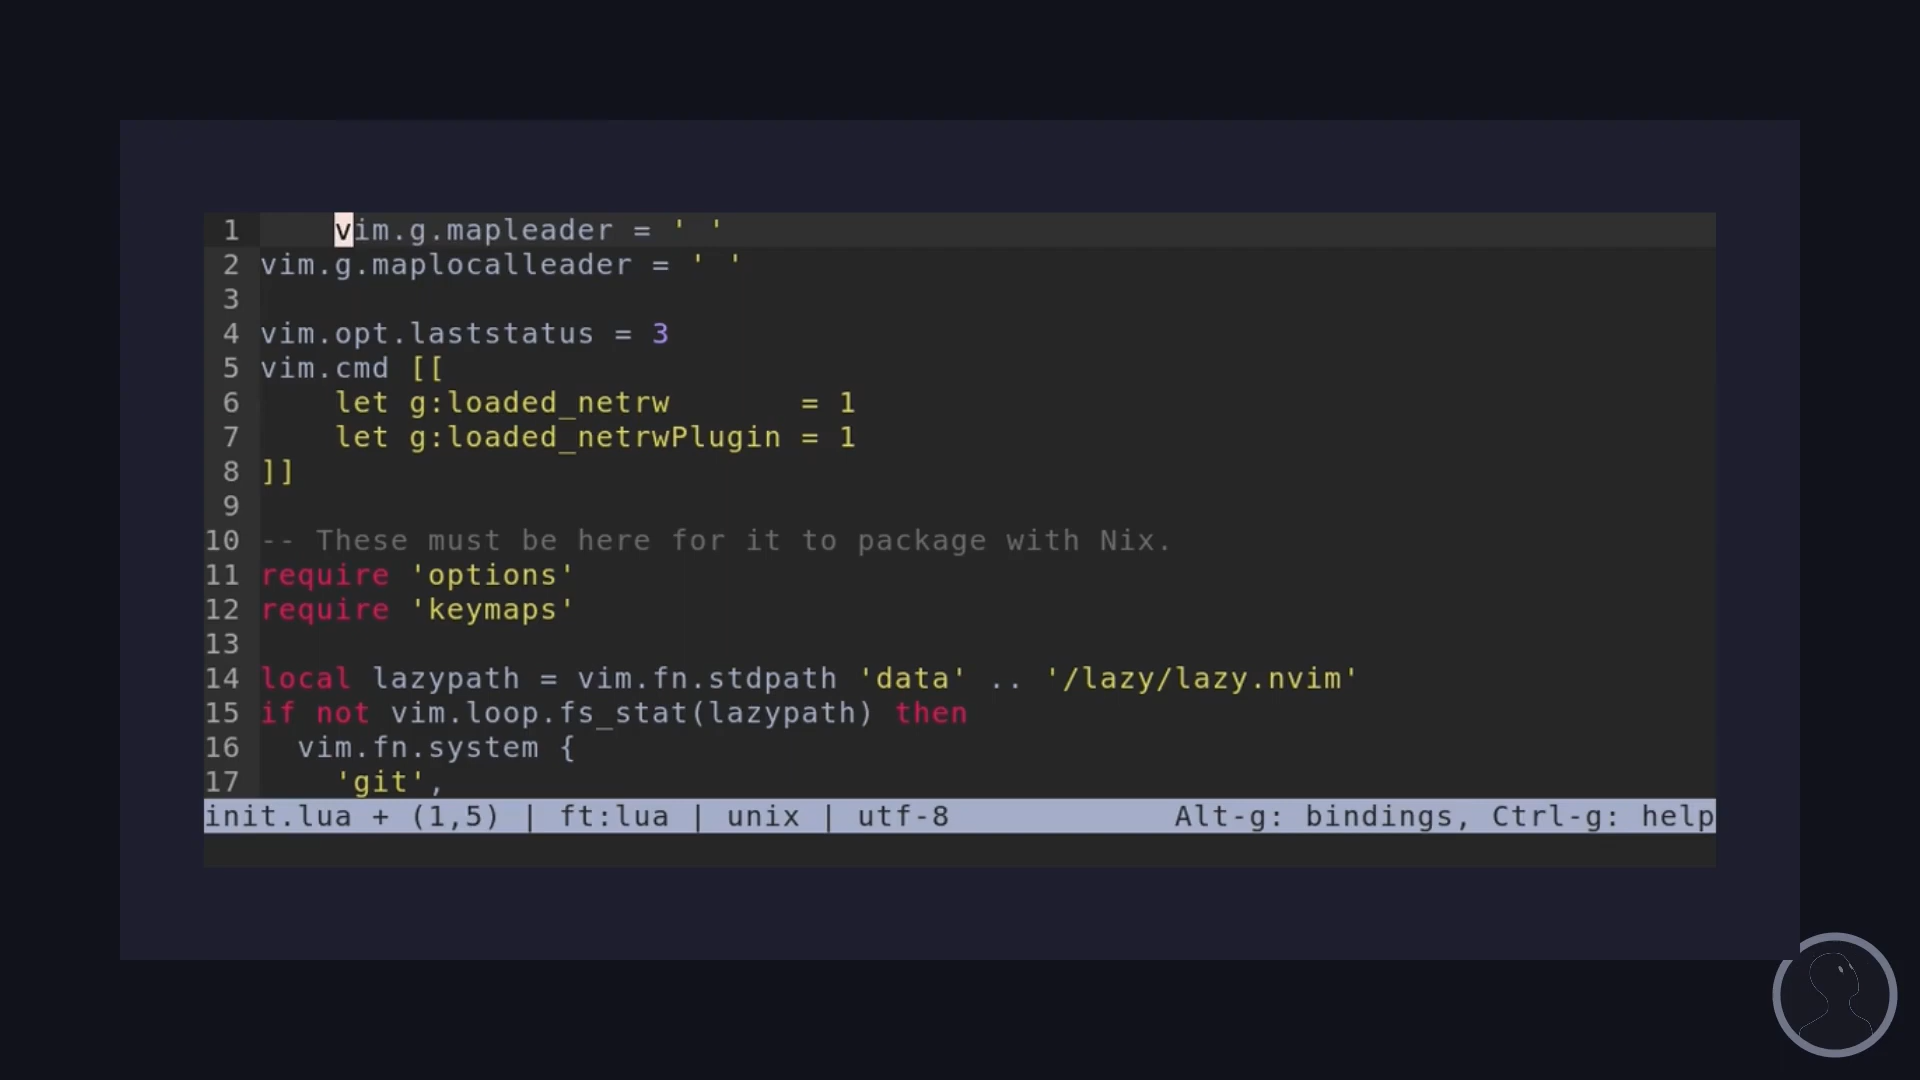 1     vim.g.mapleader = ' '
2 vim.g.maplocalleader = ' '
3
4 vim.opt.laststatus = 3
5 vim.cmd [[
6     let g:loaded_netrw       = 1
7     let g:loaded_netrwPlugin = 1
8 ]]
9
10 -- These must be here for it to package with Nix.
11 require 'options'
12 require 'keymaps'
13
14 local lazypath = vim.fn.stdpath 'data' .. '/lazy/lazy.nvim'
15 if not vim.loop.fs_stat(lazypath) then
16   vim.fn.system {
17     'git',
init.lua + (1,5) | ft:lua | unix | utf-8 Alt-g: bindings, Ctrl-g: help